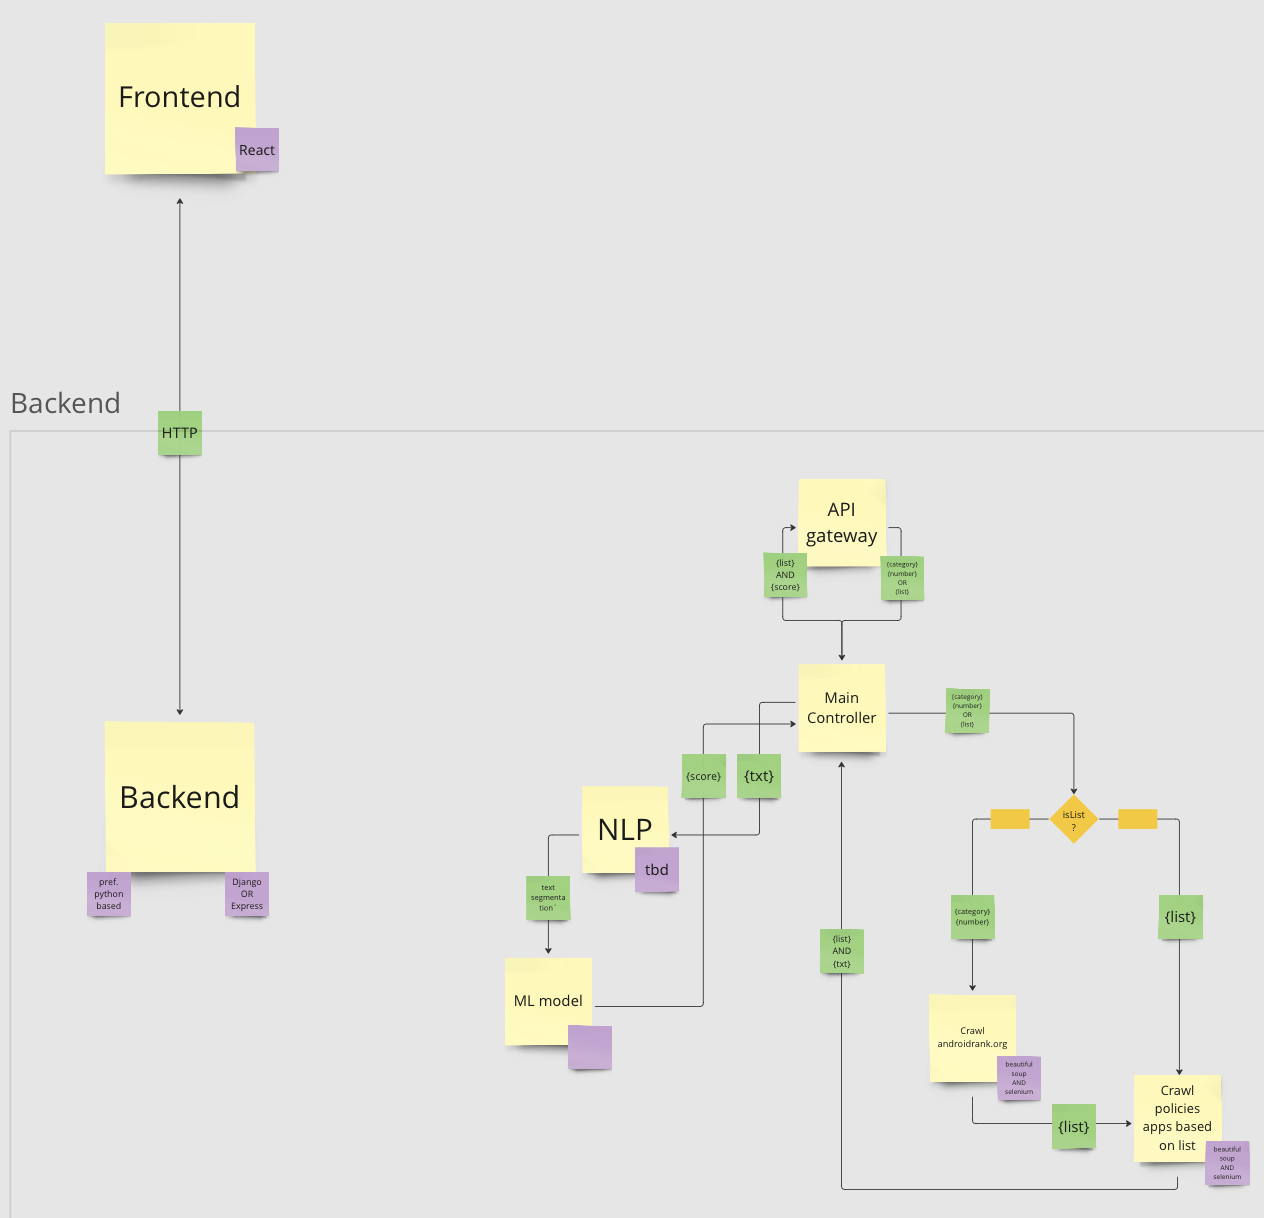 Frontend
React
Backend
HTTP
API
gateway
{list}
AND
{score}
{category}
{number}
OR
{list}
Main
Controller
{category}
{number}
OR
{list}
{score}
{txt}
NLP
tbd
isList
?
Backend
pref.
python
based
Django
OR
Express
text
segmenta
tion`
{category}
{number}
{list}
{list}
AND
{txt}
ML model
Crawl
androidrank.org
beautiful
soup
AND
selenium
{list}
Crawl
policies
apps based
on list
beautiful
soup
AND
selenium